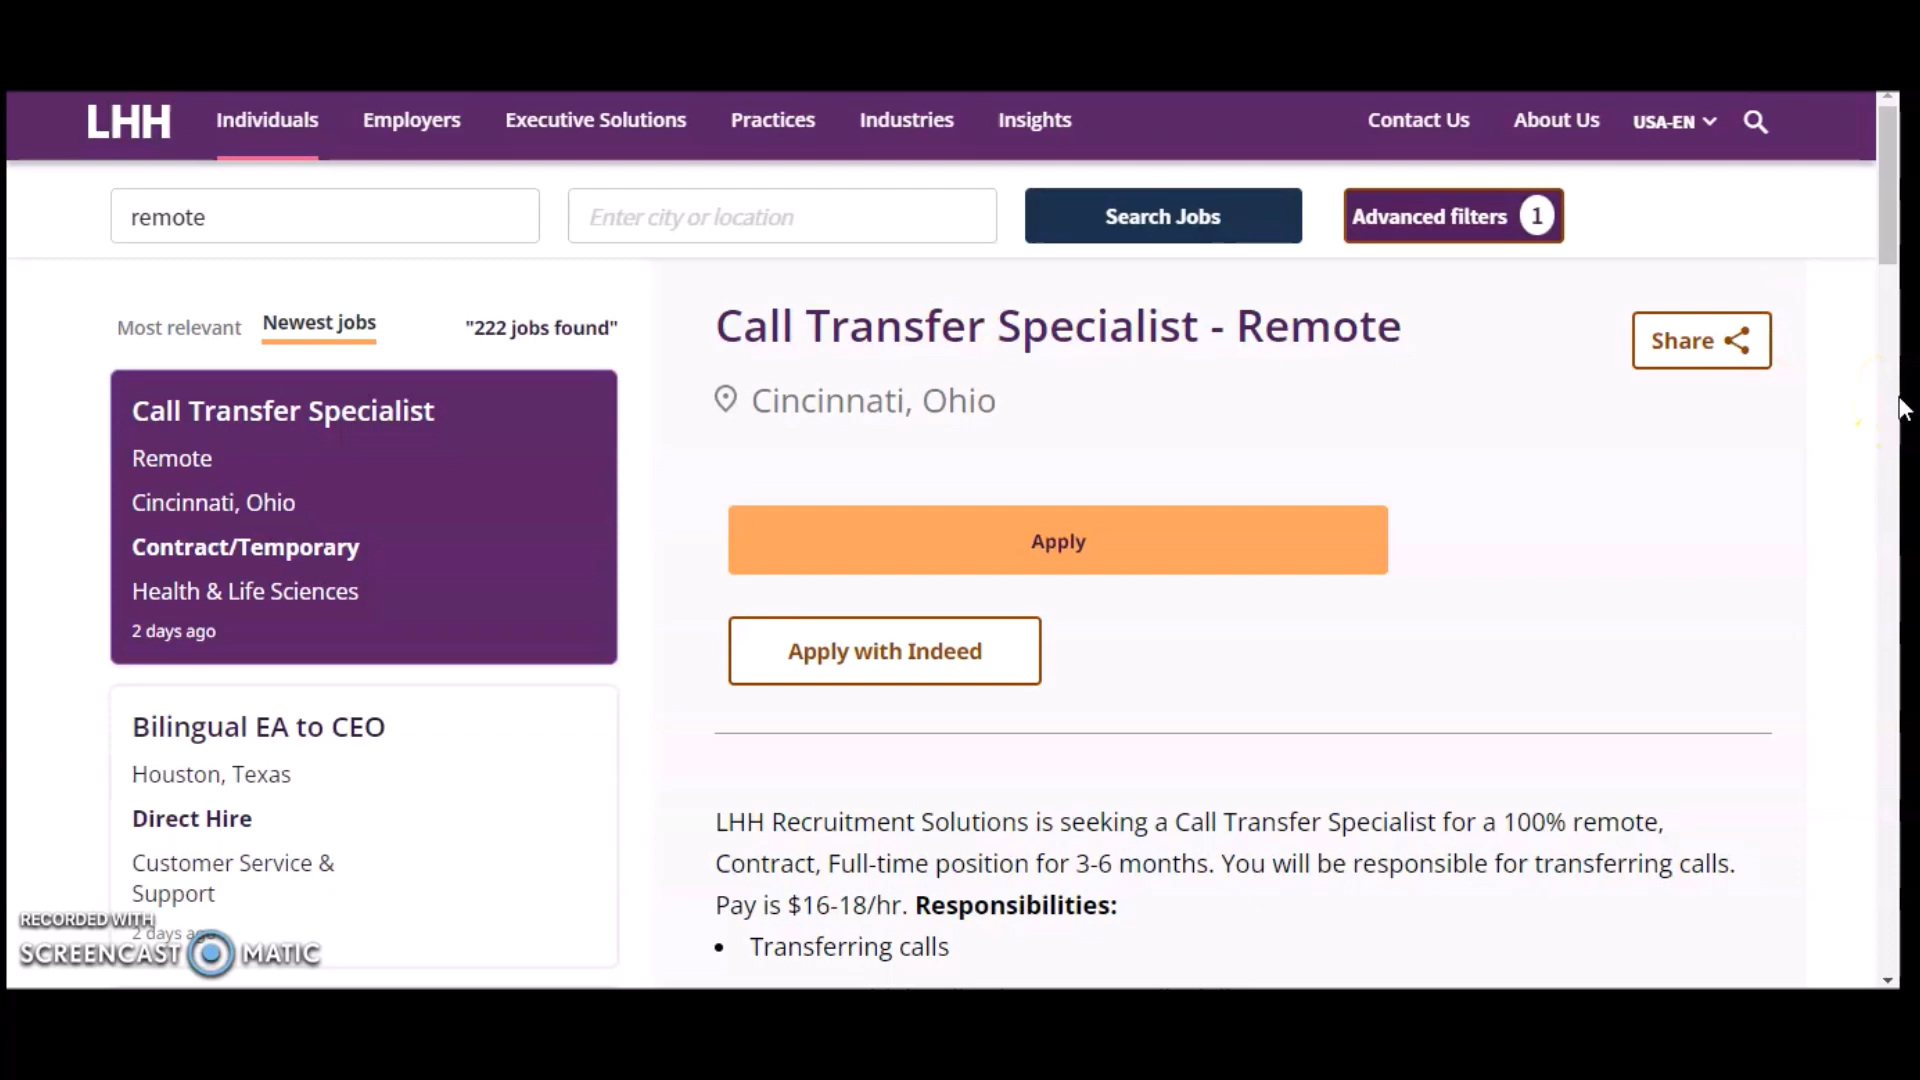 LHH
Individuals
Employers
Executive Solutions
Practices
Industries
Insights
Contact Us
About Us
USA-EN
remote
Enter city or location
Search Jobs
Advanced filters 1
Most relevant
Newest jobs
"222 jobs found"
Call Transfer Specialist
Remote
Cincinnati, Ohio
Contract/Temporary
Health & Life Sciences
2 days ago
Bilingual EA to CEO
Houston, Texas
Direct Hire
Customer Service &
Support
2 days ago
Call Transfer Specialist - Remote
Cincinnati, Ohio
Share
Apply
Apply with Indeed
LHH Recruitment Solutions is seeking a Call Transfer Specialist for a 100% remote,
Contract, Full-time position for 3-6 months. You will be responsible for transferring calls.
Pay is $16-18/hr. Responsibilities:
• Transferring calls
RECORDED WITH
SCREENCAST MATIC